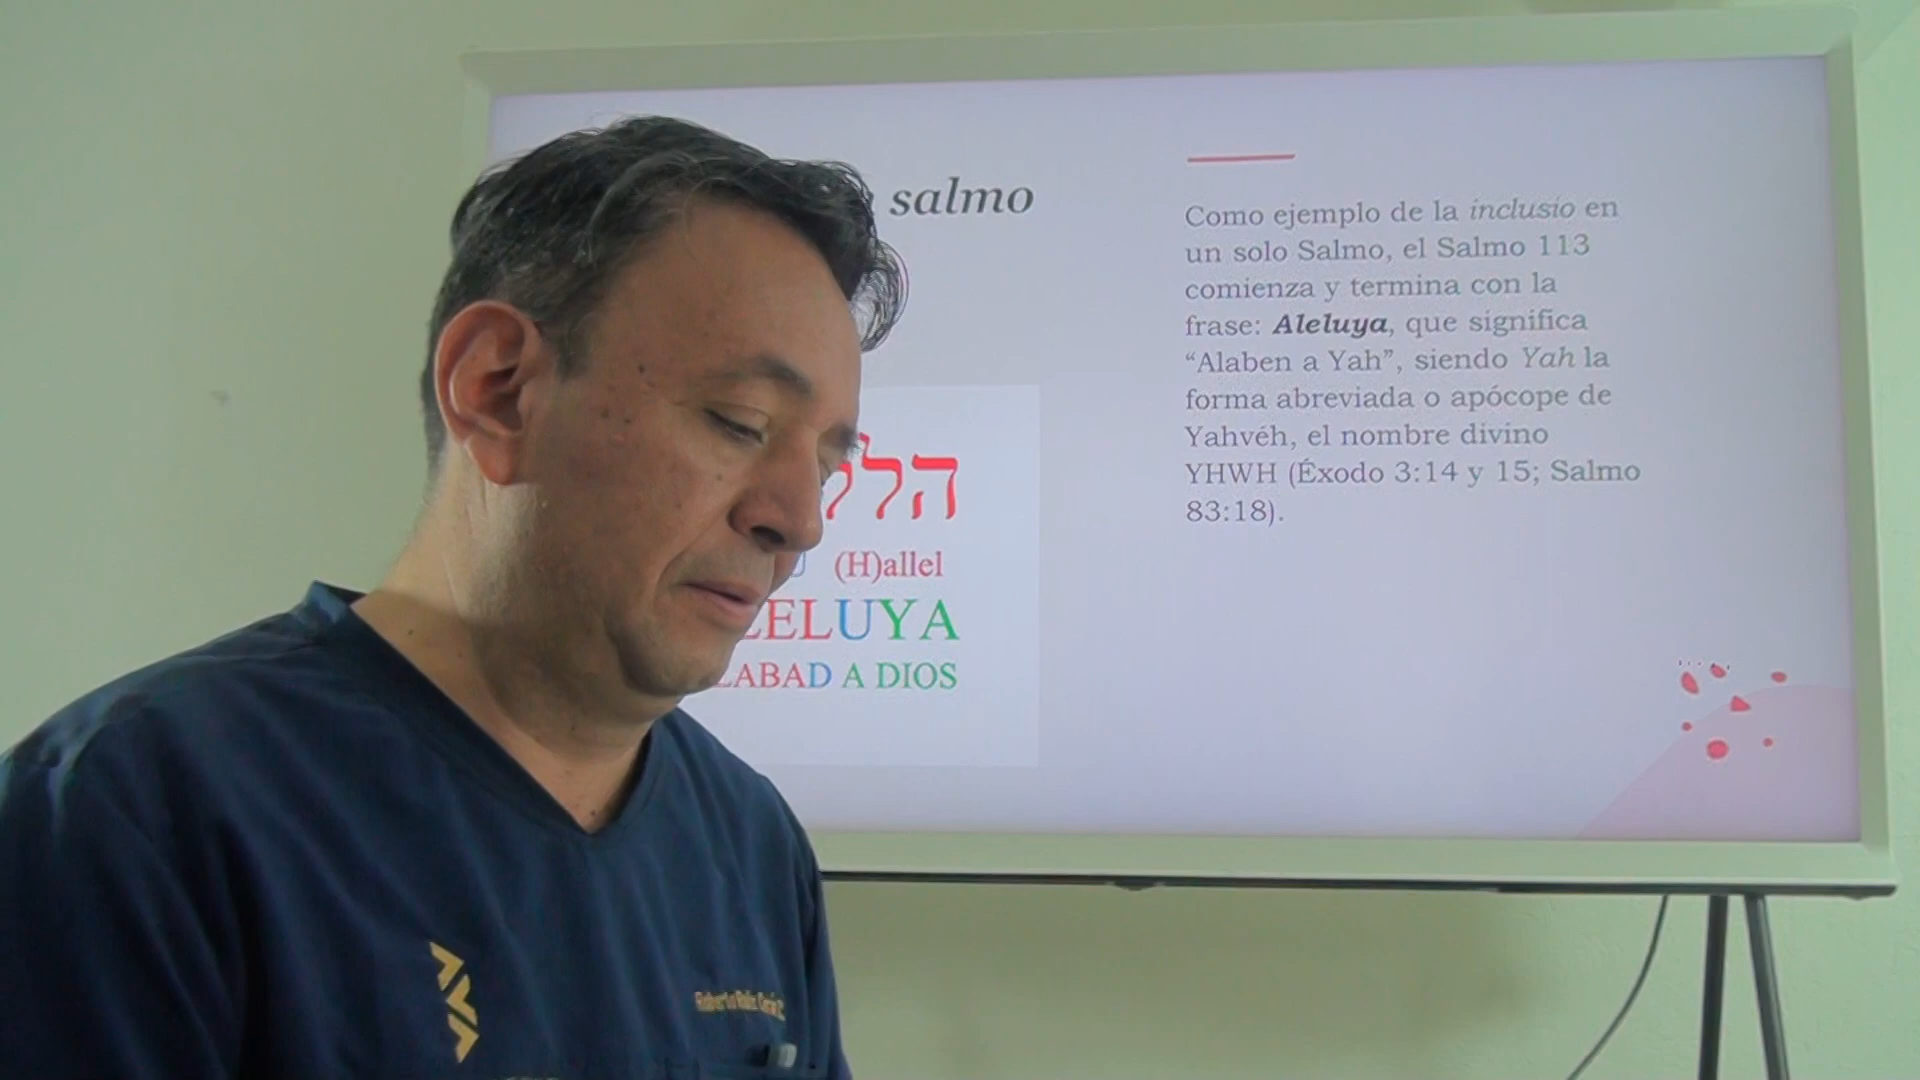 salmo
Como ejemplo de la inclusio en
un solo Salmo, el Salmo 113
comienza y termina con la
frase: Aleluya, que significa
“Alaben a Yah”, siendo Yah la
forma abreviada o apócope de
Yahvéh, el nombre divino
YHWH (Éxodo 3:14 y 15; Salmo
83:18).
הלל
(H)allel
LELUYA
LABAD A DIOS